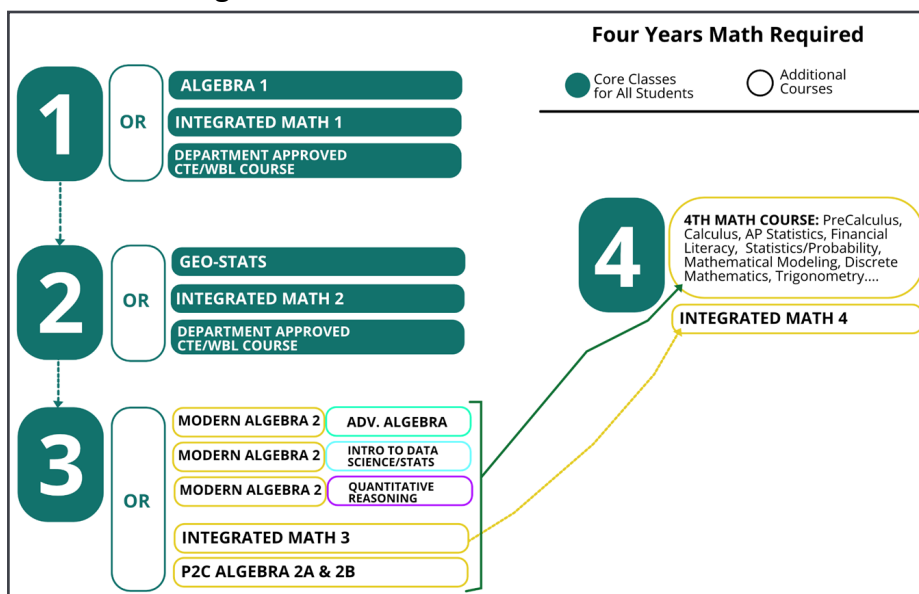 Four Years Math Required
Core Classes
for All Students
Additional
Courses
1
OR
ALGEBRA 1
INTEGRATED MATH 1
DEPARTMENT APPROVED
CTE/WBL COURSE
2
OR
GEO-STATS
INTEGRATED MATH 2
DEPARTMENT APPROVED
CTE/WBL COURSE
3
OR
MODERN ALGEBRA 2
ADV. ALGEBRA
MODERN ALGEBRA 2
INTRO TO DATA
SCIENCE/STATS
MODERN ALGEBRA 2
QUANTITATIVE
REASONING
INTEGRATED MATH 3
P2C ALGEBRA 2A & 2B
4
4TH MATH COURSE: PreCalculus,
Calculus, AP Statistics, Financial
Literacy, Statistics/Probability,
Mathematical Modeling, Discrete
Mathematics, Trigonometry....
INTEGRATED MATH 4